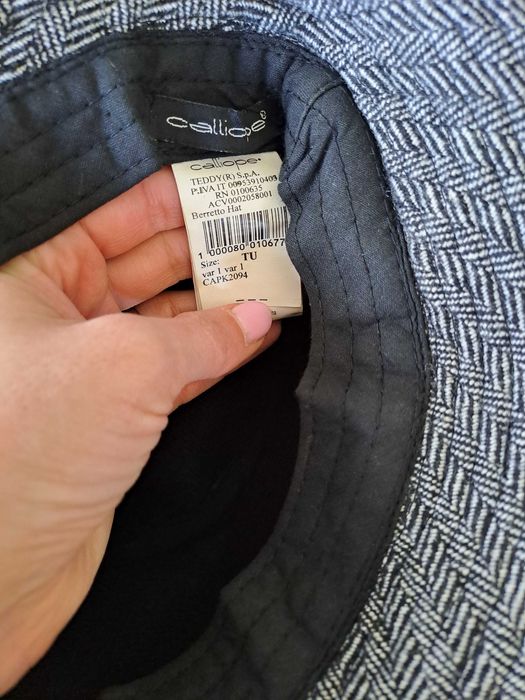 calliope®
calliope®
TEDDY(R) S.p.A.
P.IVA IT 00953910403
RN 0100635
ACV0002058001
Berretto Hat
1 000080 010677
Size: TU
var 1 var 1
CAPK2094